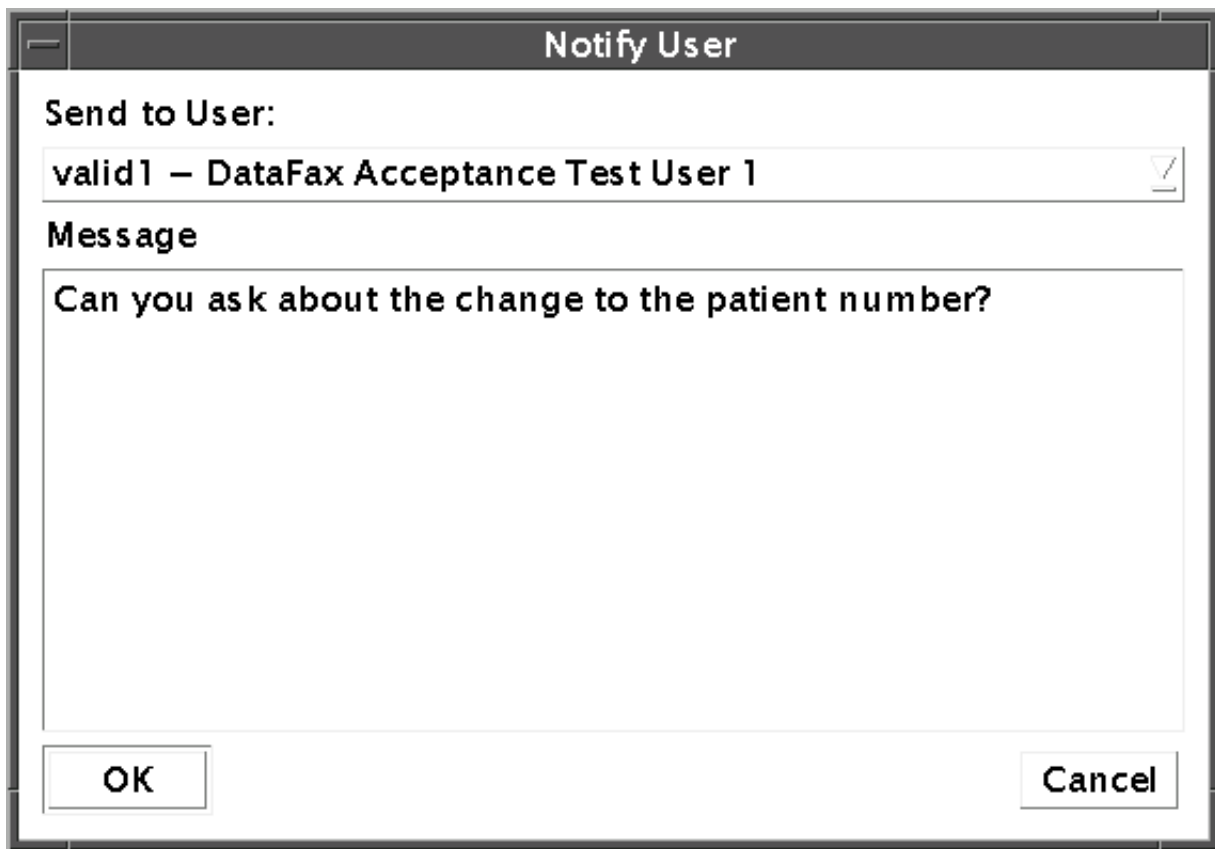 Notify User
Send to User:
valid1 – DataFax Acceptance Test User 1
Message
Can you ask about the change to the patient number?
OK
Cancel